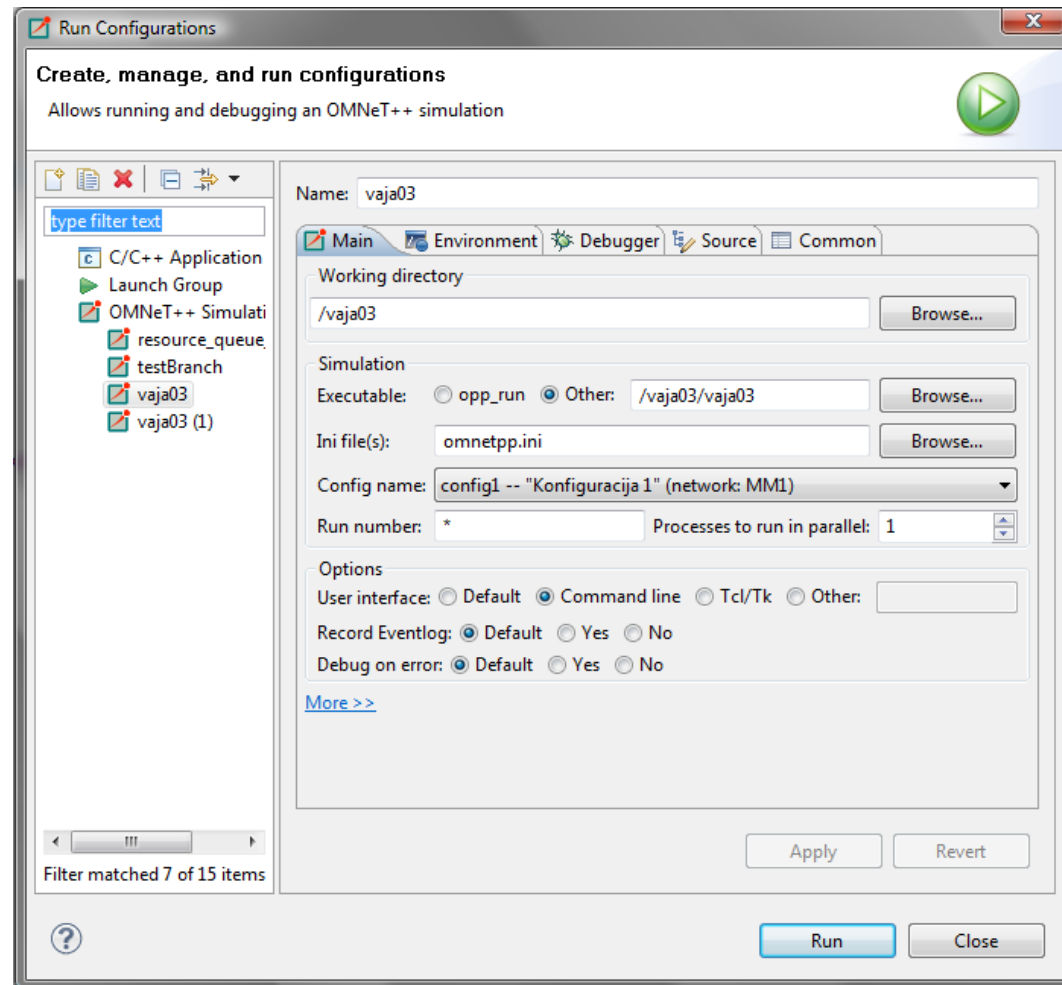 Run Configurations
Create, manage, and run configurations
Allows running and debugging an OMNeT++ simulation
type filter text
C/C++ Application
Launch Group
OMNeT++ Simulati
resource_queue_
testBranch
vaja03
vaja03 (1)
Filter matched 7 of 15 items
Name: vaja03
Main Environment Debugger Source Common
Working directory
/vaja03 Browse...
Simulation
Executable: opp_run Other: /vaja03/vaja03 Browse...
Ini file(s): omnetpp.ini Browse...
Config name: config1 -- "Konfiguracija 1" (network: MM1)
Run number: * Processes to run in parallel: 1
Options
User interface: Default Command line Tcl/Tk Other:
Record Eventlog: Default Yes No
Debug on error: Default Yes No
More >>
Apply Revert
Run Close